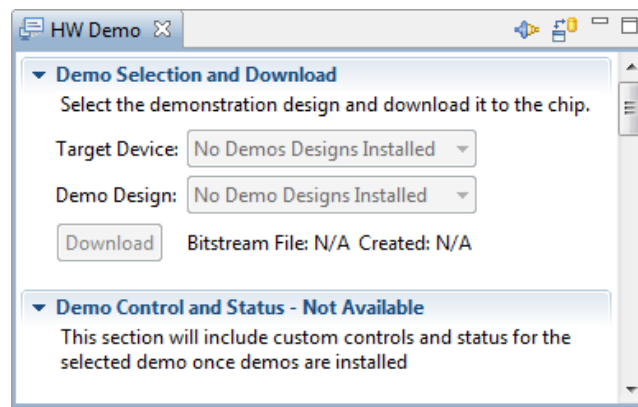 HW Demo
Demo Selection and Download
Select the demonstration design and download it to the chip.
Target Device: No Demos Designs Installed
Demo Design: No Demo Designs Installed
Download Bitstream File: N/A Created: N/A
Demo Control and Status - Not Available
This section will include custom controls and status for the
selected demo once demos are installed